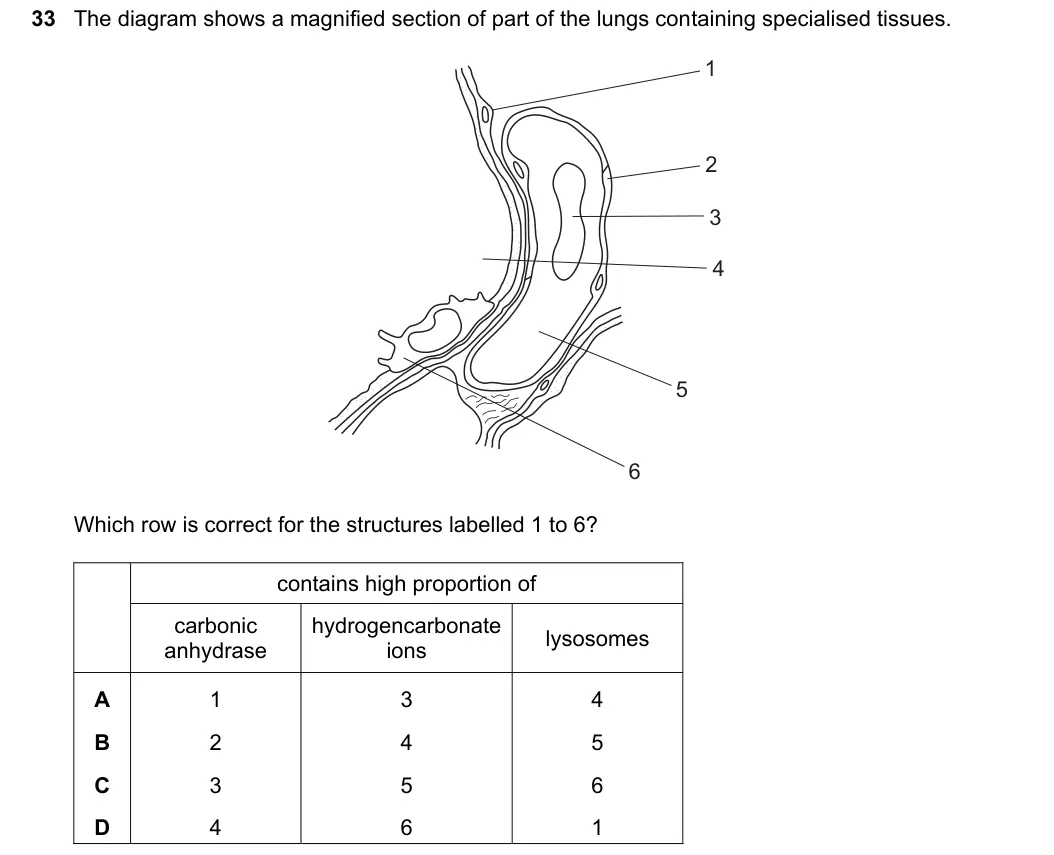 33 The diagram shows a magnified section of part of the lungs containing specialised tissues.
1
2
3
4
5
6
Which row is correct for the structures labelled 1 to 6?
contains high proportion of
carbonic anhydrase hydrogencarbonate ions lysosomes
A 1 3 4
B 2 4 5
C 3 5 6
D 4 6 1